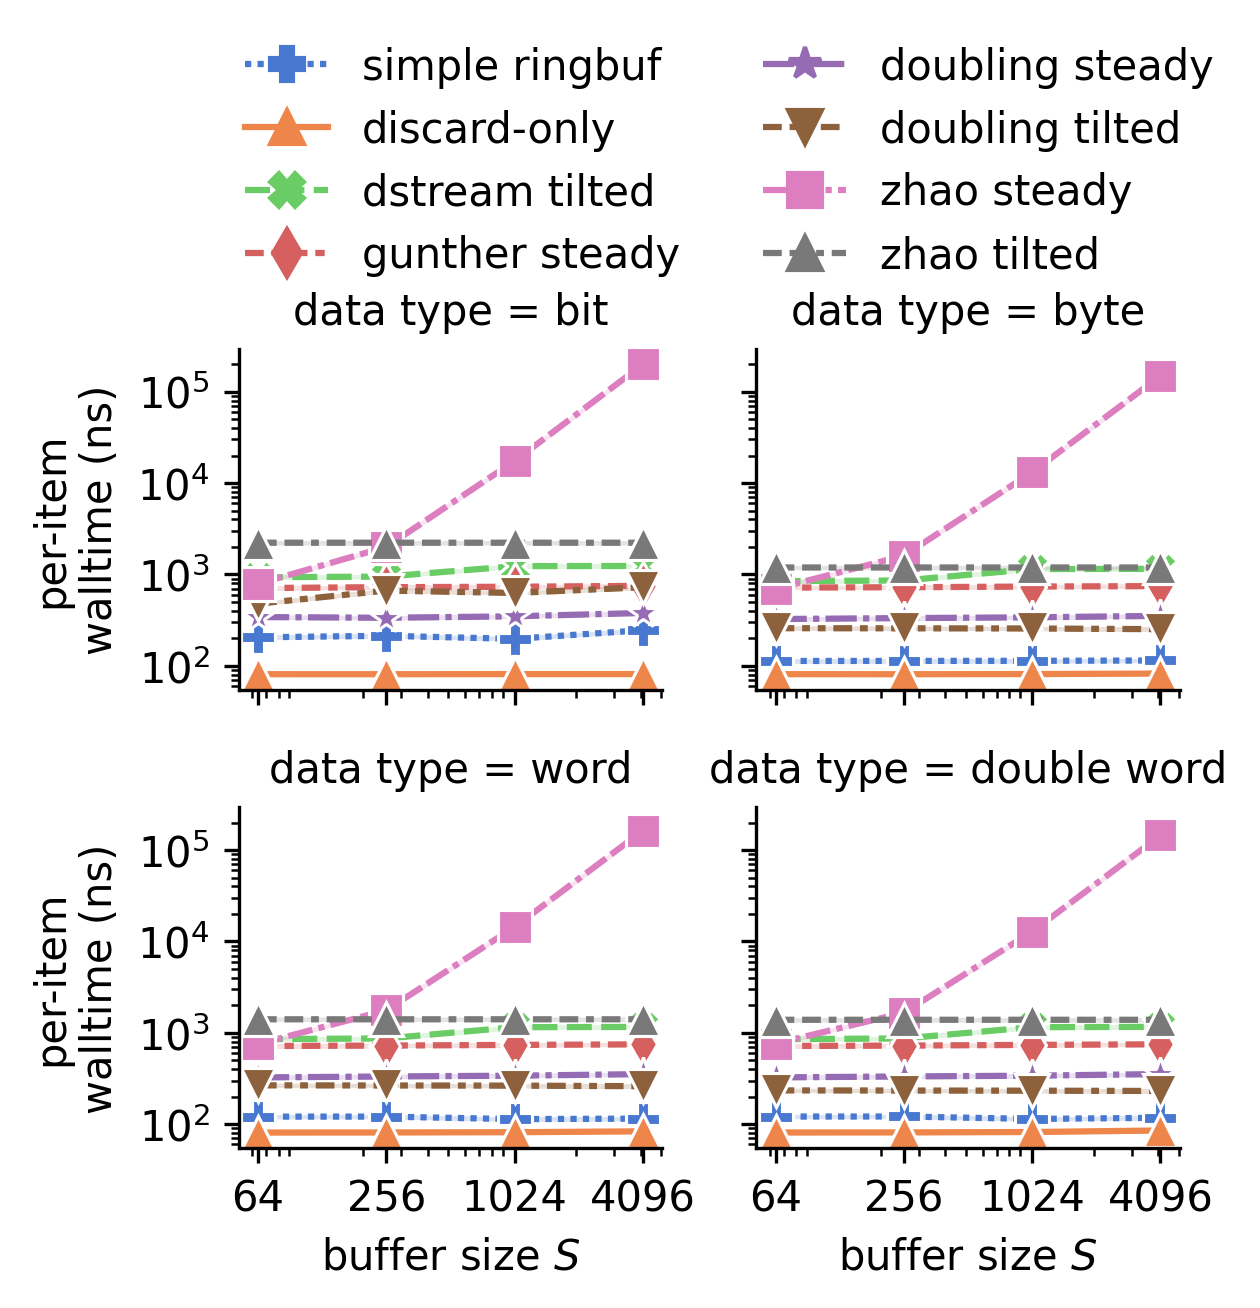 simple ringbuf
discard-only
dstream tilted
gunther steady
doubling steady
doubling tilted
zhao steady
zhao tilted
data type = bit
data type = byte
per-item
walltime (ns)
10^5
10^4
10^3
10^2
data type = word
data type = double word
per-item
walltime (ns)
10^5
10^4
10^3
10^2
64 256 1024 4096
64 256 1024 4096
buffer size S
buffer size S